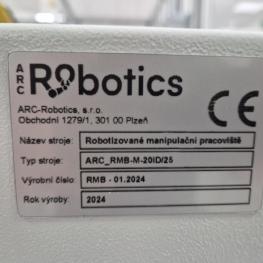 ARC Robotics
ARC-Robotics, s.r.o.
Obchodní 1279/1, 301 00 Plzeň
CE
Název stroje: Robotizované manipulační pracoviště
Typ stroje: ARC_RMB-M-20iD/25
Výrobní číslo: RMB - 01.2024
Rok výroby: 2024